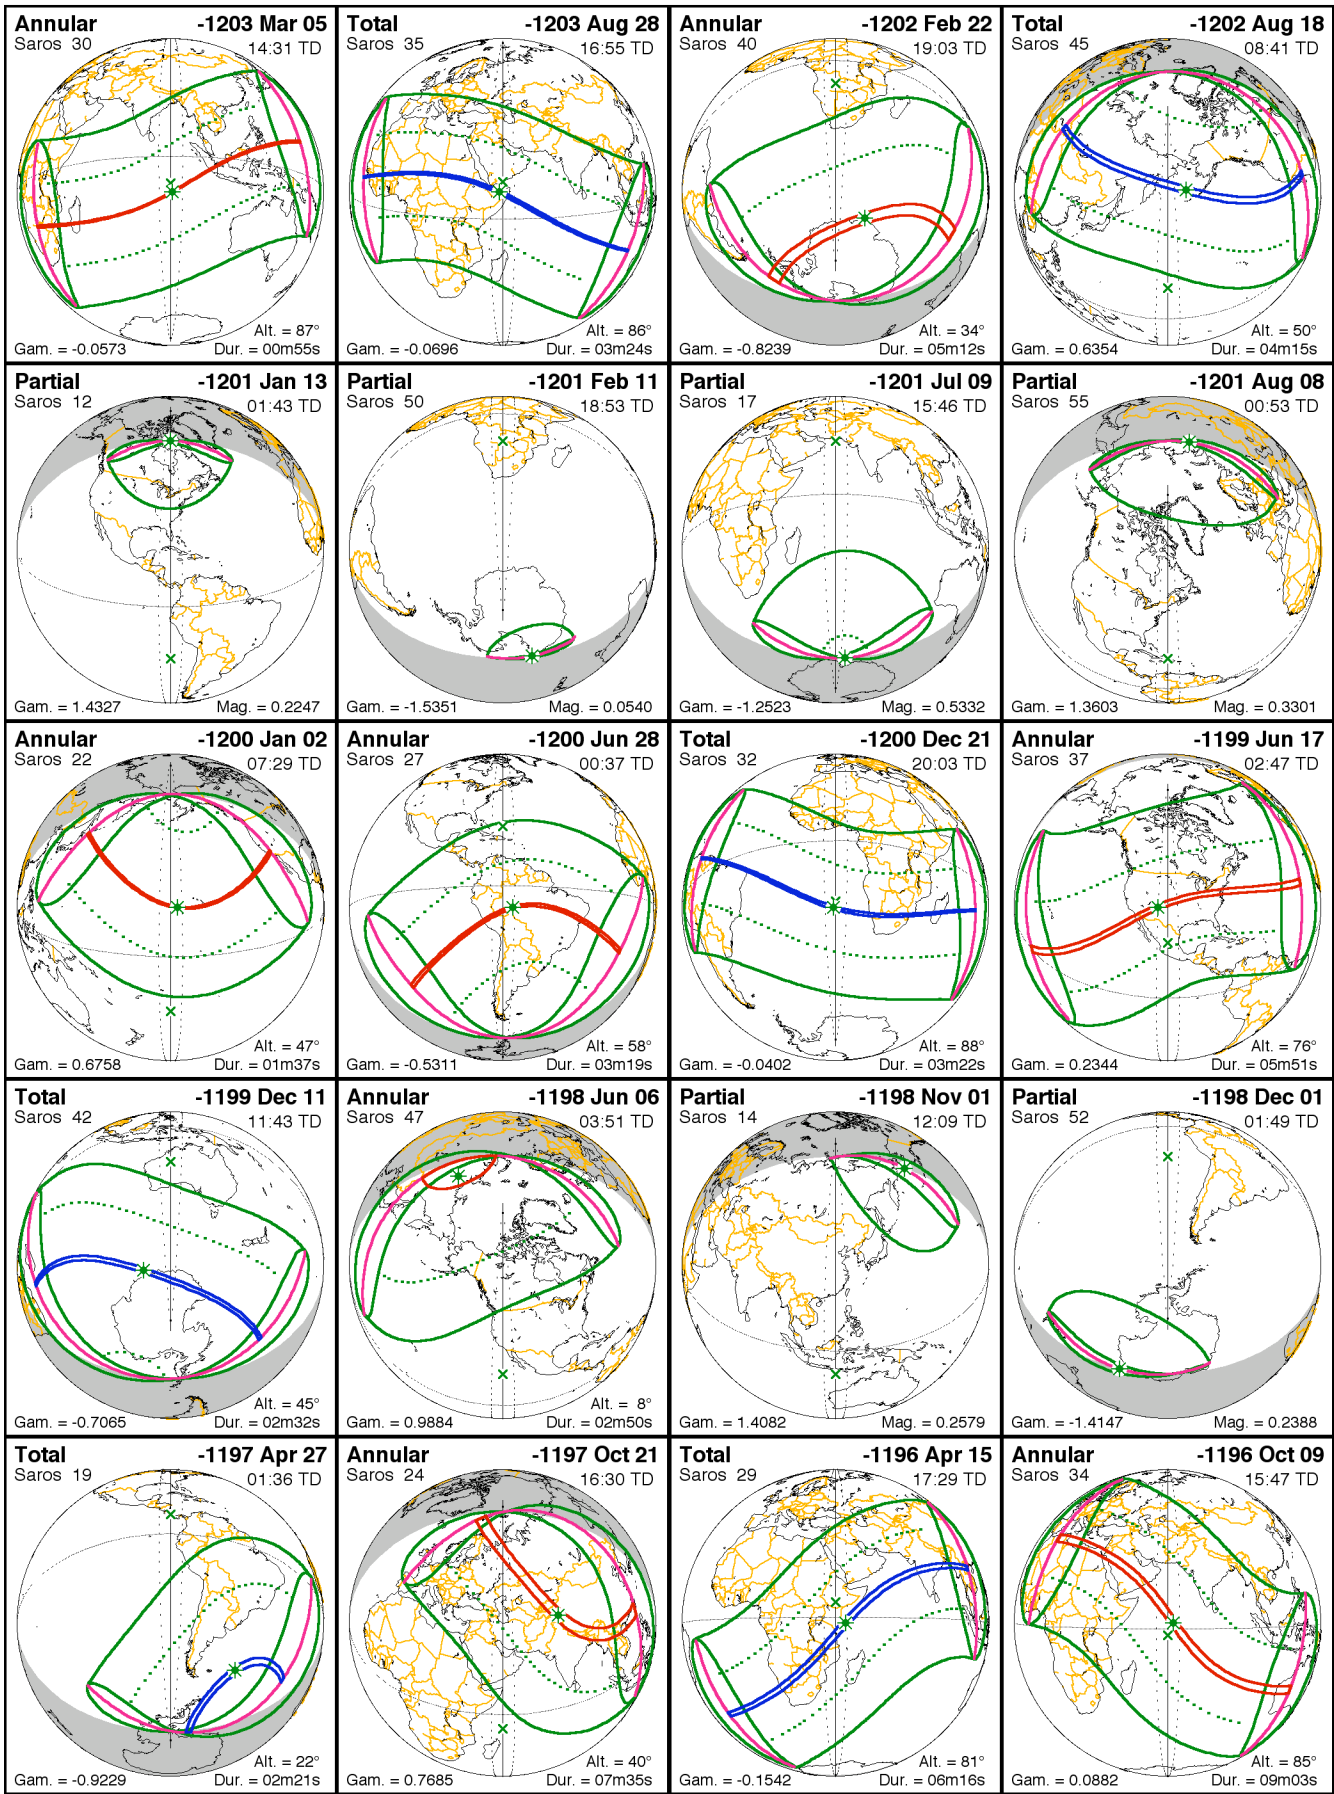 Annular -1203 Mar 05
Saros 30 14:31 TD
Alt. = 87°
Gam. = -0.0573 Dur. = 00m55s
Total -1203 Aug 28
Saros 35 16:55 TD
Alt. = 86°
Gam. = -0.0696 Dur. = 03m24s
Annular -1202 Feb 22
Saros 40 19:03 TD
Alt. = 34°
Gam. = -0.8239 Dur. = 05m12s
Total -1202 Aug 18
Saros 45 08:41 TD
Alt. = 50°
Gam. = 0.6354 Dur. = 04m15s
Partial -1201 Jan 13
Saros 12 01:43 TD
Gam. = 1.4327 Mag. = 0.2247
Partial -1201 Feb 11
Saros 50 18:53 TD
Gam. = -1.5351 Mag. = 0.0540
Partial -1201 Jul 09
Saros 17 15:46 TD
Gam. = -1.2523 Mag. = 0.5332
Partial -1201 Aug 08
Saros 55 00:53 TD
Gam. = 1.3603 Mag. = 0.3301
Annular -1200 Jan 02
Saros 22 07:29 TD
Alt. = 47°
Gam. = 0.6758 Dur. = 01m37s
Annular -1200 Jun 28
Saros 27 00:37 TD
Alt. = 58°
Gam. = -0.5311 Dur. = 03m19s
Total -1200 Dec 21
Saros 32 20:03 TD
Alt. = 88°
Gam. = -0.0402 Dur. = 03m22s
Annular -1199 Jun 17
Saros 37 02:47 TD
Alt. = 76°
Gam. = 0.2344 Dur. = 05m51s
Total -1199 Dec 11
Saros 42 11:43 TD
Alt. = 45°
Gam. = -0.7065 Dur. = 02m32s
Annular -1198 Jun 06
Saros 47 03:51 TD
Alt. = 8°
Gam. = 0.9884 Dur. = 02m50s
Partial -1198 Nov 01
Saros 14 12:09 TD
Gam. = 1.4082 Mag. = 0.2579
Partial -1198 Dec 01
Saros 52 01:49 TD
Gam. = -1.4147 Mag. = 0.2388
Total -1197 Apr 27
Saros 19 01:36 TD
Alt. = 22°
Gam. = -0.9229 Dur. = 02m21s
Annular -1197 Oct 21
Saros 24 16:30 TD
Alt. = 40°
Gam. = 0.7685 Dur. = 07m35s
Total -1196 Apr 15
Saros 29 17:29 TD
Alt. = 81°
Gam. = -0.1542 Dur. = 06m16s
Annular -1196 Oct 09
Saros 34 15:47 TD
Alt. = 85°
Gam. = 0.0882 Dur. = 09m03s